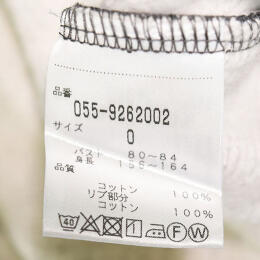 品番
055-9262002
サイズ
0
バスト 80～84
身長 156～164
品質
コットン 100%
リブ部分
コットン 100%
40 F W